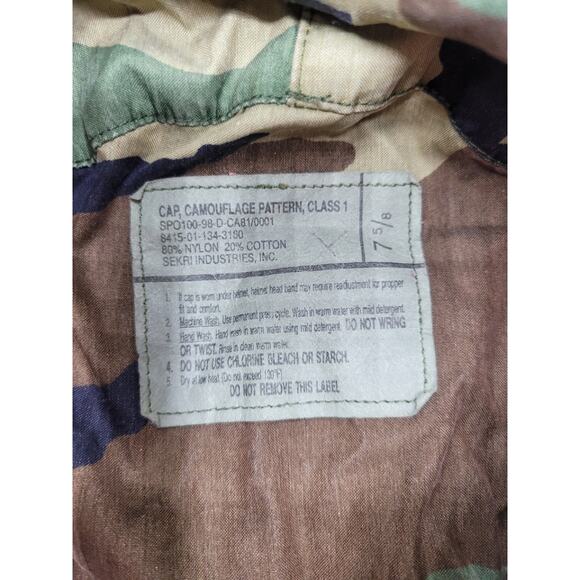 CAP, CAMOUFLAGE PATTERN, CLASS 1
SPO100-98-D-CA81/0001
8415-01-134-3180
80% NYLON 20% COTTON
SEKRI INDUSTRIES, INC.
7 5/8
1. If cap is worn under helmet, helmet head band may require readjustment for propper
fit and comfort.
2. Machine Wash. Use permanent press cycle. Wash in warm water with mild detergent.
3. Hand Wash. Hand wash in warm water using mild detergent. DO NOT WRING
OR TWIST. Rinse in clean warm water.
4. DO NOT USE CHLORINE BLEACH OR STARCH.
5. Dry at low heat (Do not exceed 130°F)
DO NOT REMOVE THIS LABEL